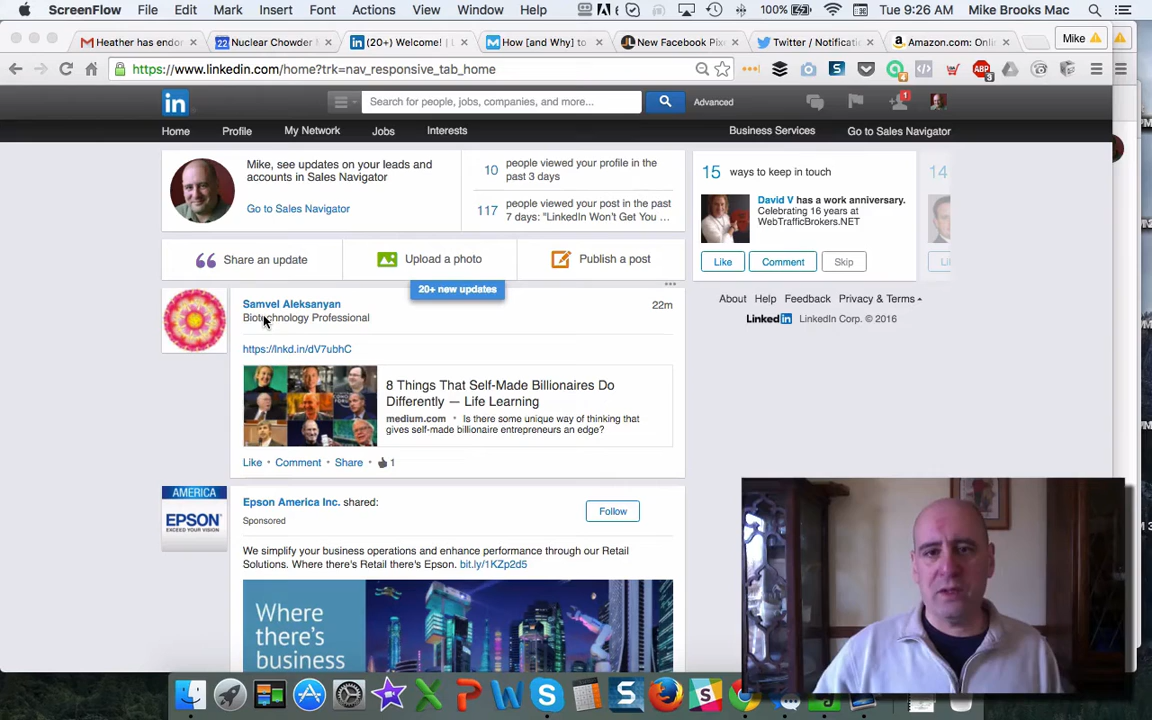 ScreenFlow File Edit Mark Insert Font Actions View Window Help 100% Tue 9:26 AM Mike Brooks Mac
Heather has endor
Nuclear Chowder
(20+) Welcome! | L
How [and Why] to
New Facebook Pix
Twitter / Notificati
Amazon.com: Onli
Mike
https://www.linkedin.com/home?trk=nav_responsive_tab_home
in
Search for people, jobs, companies, and more...
Advanced
1
Home Profile My Network Jobs Interests Business Services Go to Sales Navigator
Mike, see updates on your leads and
accounts in Sales Navigator
Go to Sales Navigator
10 people viewed your profile in the
past 3 days
117 people viewed your post in the past
7 days: "LinkedIn Won't Get You ...
15 ways to keep in touch
14
David V has a work anniversary.
Celebrating 16 years at
WebTrafficBrokers.NET
Like Comment Skip
Share an update Upload a photo Publish a post
20+ new updates
About Help Feedback Privacy & Terms
LinkedIn LinkedIn Corp. © 2016
Samvel Aleksanyan
22m
Biotechnology Professional
https://lnkd.in/dV7ubhC
8 Things That Self-Made Billionaires Do
Differently — Life Learning
medium.com • Is there some unique way of thinking that
gives self-made billionaire entrepreneurs an edge?
Like • Comment • Share • 1
AMERICA
EPSON
EXCEED YOUR VISION
Epson America Inc. shared:
Sponsored
Follow
We simplify your business operations and enhance performance through our Retail
Solutions. Where there's Retail there's Epson. bit.ly/1KZp2d5
Where
there's
business